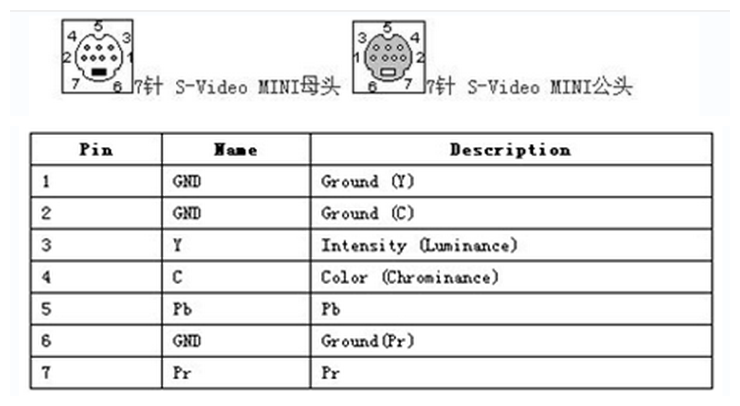 5 5
4 3 3 4
2 1 1 2
7 6 7针 S-Video MINI母头 6 7 7针 S-Video MINI公头
Pin Name Description
1 GND Ground (Y)
2 GND Ground (C)
3 Y Intensity (Luminance)
4 C Color (Chrominance)
5 Pb Pb
6 GND Ground(Pr)
7 Pr Pr